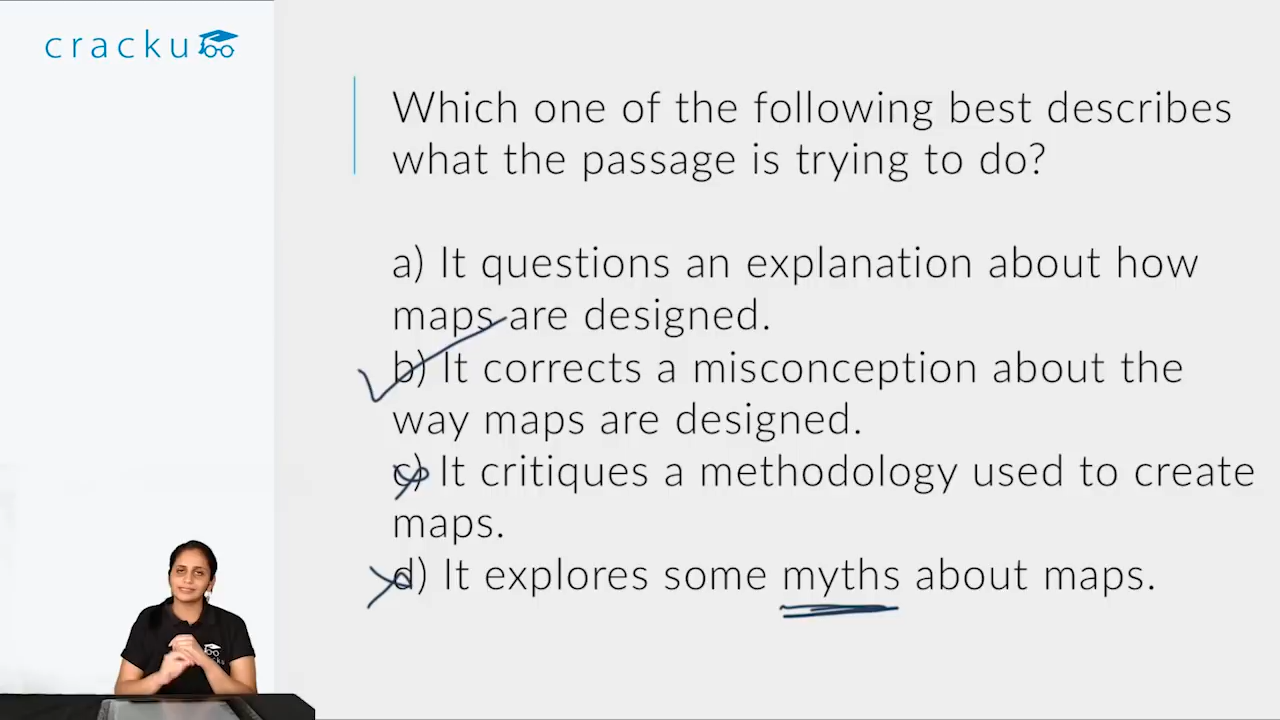 cracku
Which one of the following best describes
what the passage is trying to do?
a) It questions an explanation about how
maps are designed.
b) It corrects a misconception about the
way maps are designed.
c) It critiques a methodology used to create
maps.
d) It explores some myths about maps.